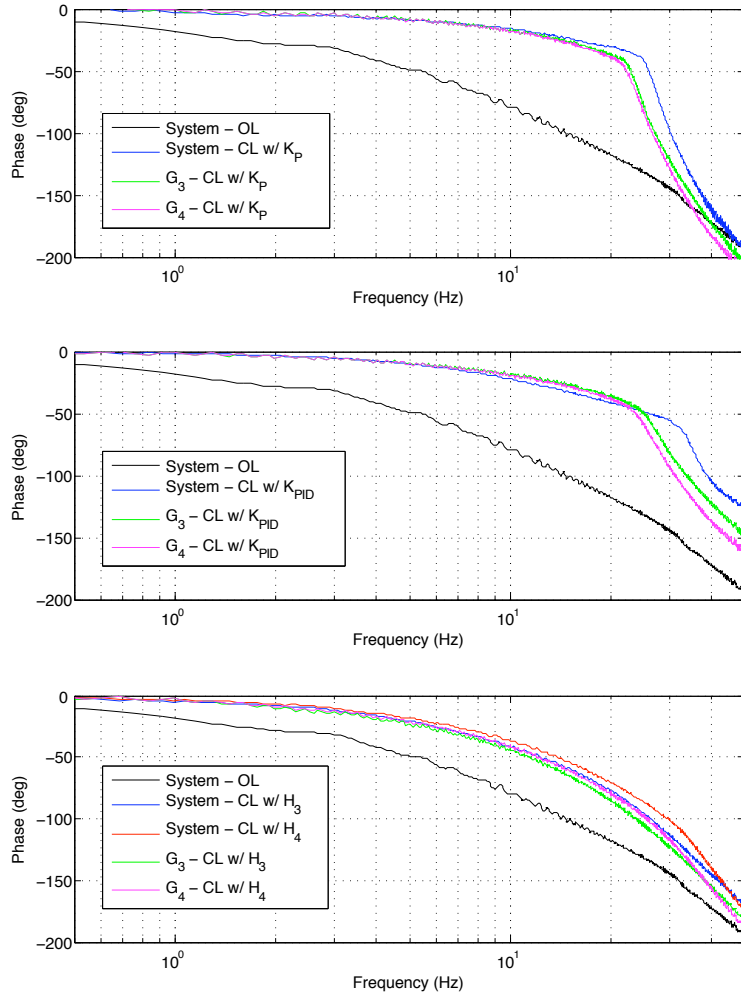 0
−50
−100
−150
−200
Phase (deg)
System − OL
System − CL w/ K_P
G_3 − CL w/ K_P
G_4 − CL w/ K_P
10^0
10^1
Frequency (Hz)
0
−50
−100
−150
−200
Phase (deg)
System − OL
System − CL w/ K_PID
G_3 − CL w/ K_PID
G_4 − CL w/ K_PID
10^0
10^1
Frequency (Hz)
0
−50
−100
−150
−200
Phase (deg)
System − OL
System − CL w/ H_3
System − CL w/ H_4
G_3 − CL w/ H_3
G_4 − CL w/ H_4
10^0
10^1
Frequency (Hz)